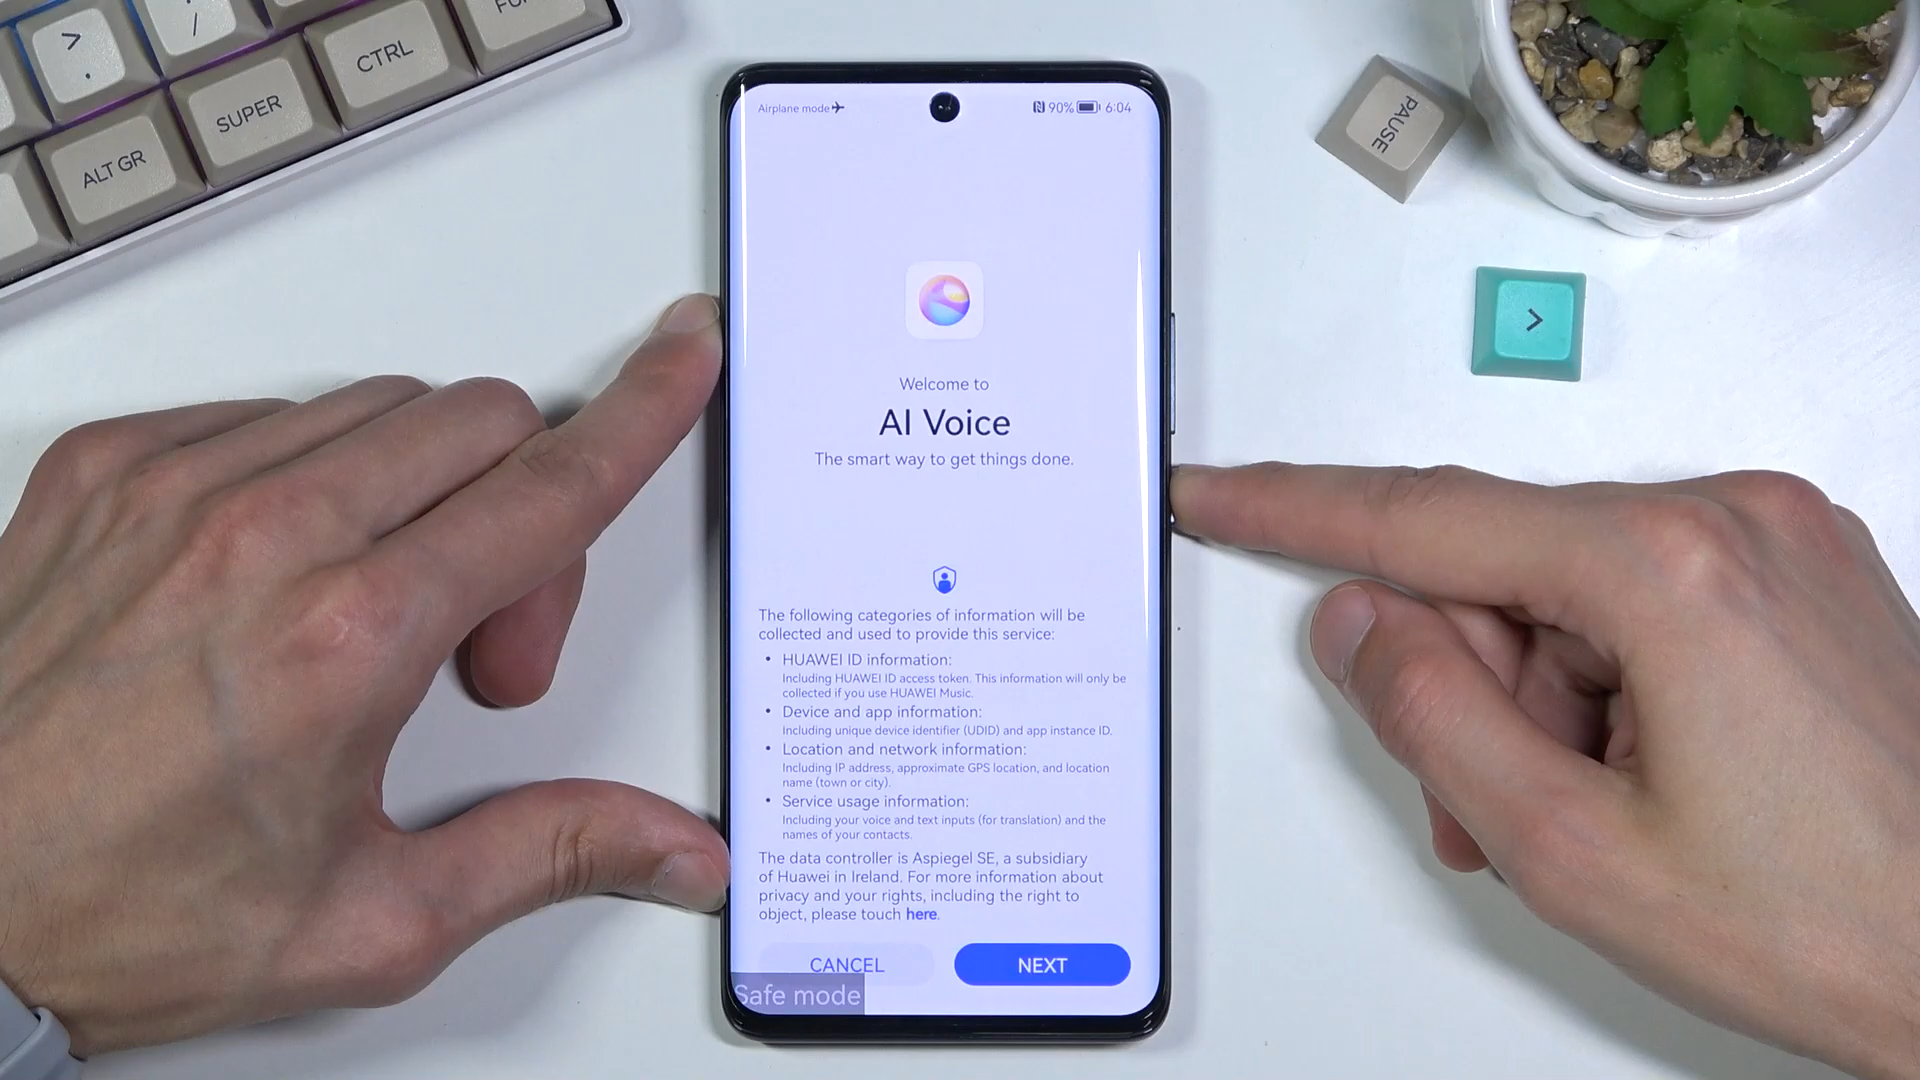 >
.
/
CTRL
SUPER
ALT GR
PAUSE
>
Airplane mode
90%
6:04
Welcome to
AI Voice
The smart way to get things done.
The following categories of information will be
collected and used to provide this service:
• HUAWEI ID information:
Including HUAWEI ID access token. This information will only be
collected if you use HUAWEI Music.
• Device and app information:
Including unique device identifier (UDID) and app instance ID.
• Location and network information:
Including IP address, approximate GPS location, and location
name (town or city).
• Service usage information:
Including your voice and text inputs (for translation) and the
names of your contacts.
The data controller is Aspiegel SE, a subsidiary
of Huawei in Ireland. For more information about
privacy and your rights, including the right to
object, please touch here.
CANCEL
NEXT
Safe mode